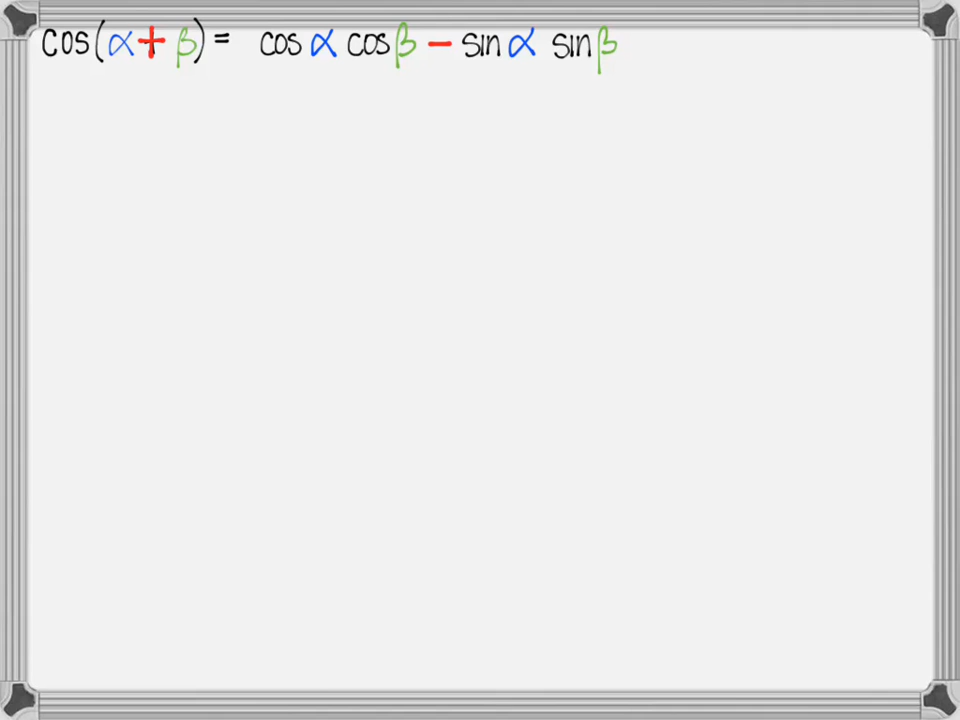 cos(α + β) = cos α cos β − sin α sin β